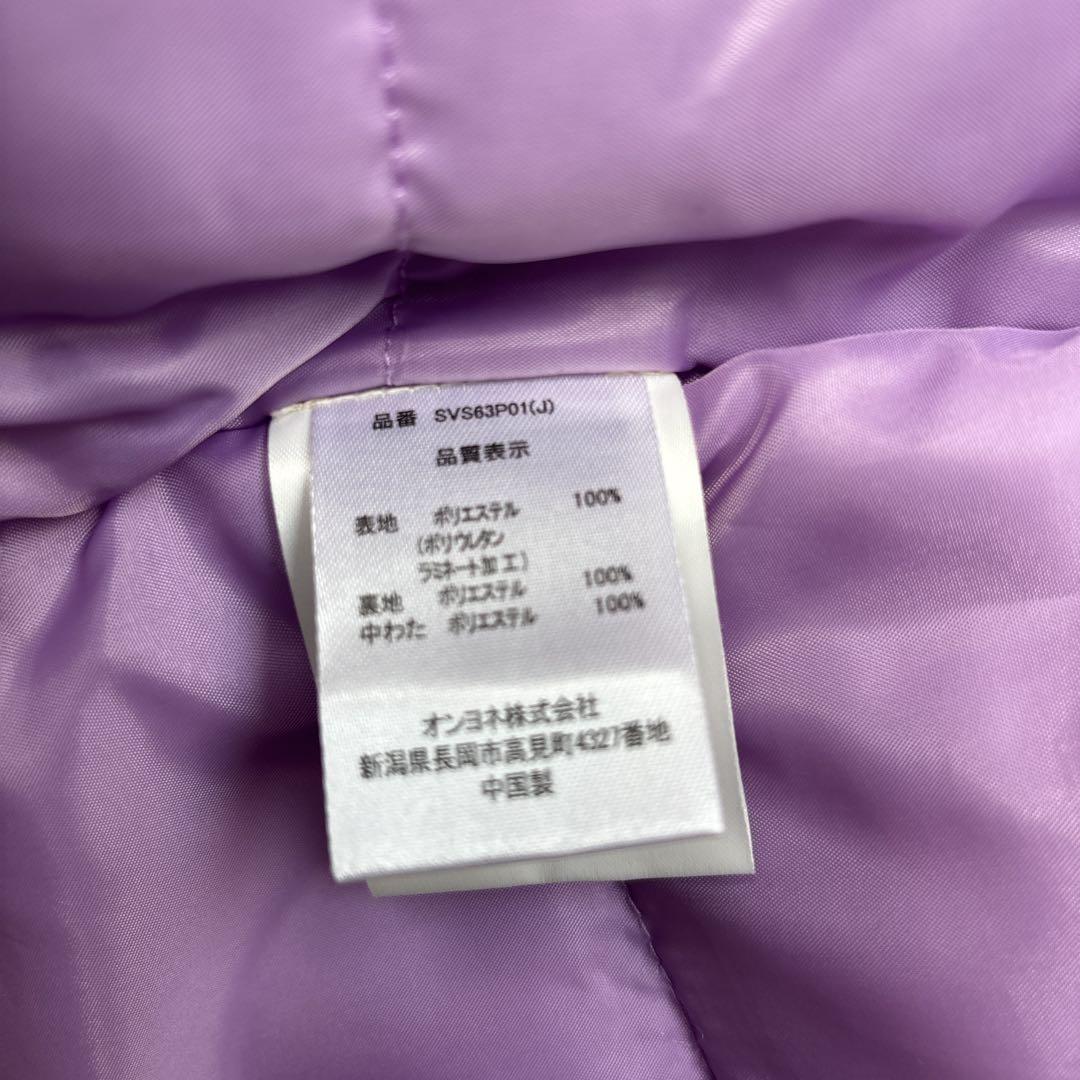 品番 SVS63P01(J)
品質表示
表地 ポリエステル 100%
(ポリウレタン
ラミネート加工)
裏地 ポリエステル 100%
中わた ポリエステル 100%
オンヨネ株式会社
新潟県長岡市高見町4327番地
中国製